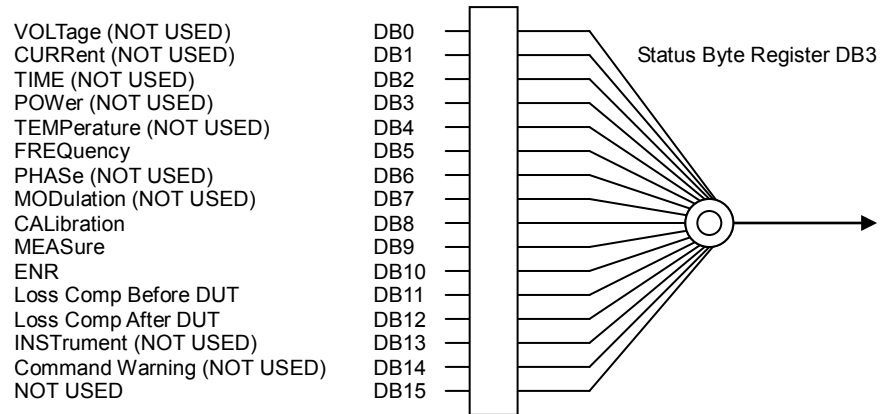 VOLTage (NOT USED) DB0
CURRent (NOT USED) DB1
TIME (NOT USED) DB2
POWer (NOT USED) DB3
TEMPerature (NOT USED) DB4
FREQuency DB5
PHASe (NOT USED) DB6
MODulation (NOT USED) DB7
CALibration DB8
MEASure DB9
ENR DB10
Loss Comp Before DUT DB11
Loss Comp After DUT DB12
INSTrument (NOT USED) DB13
Command Warning (NOT USED) DB14
NOT USED DB15
Status Byte Register DB3